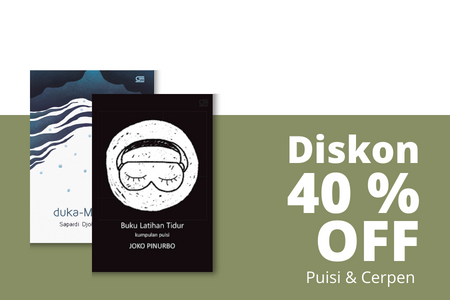 duka-M
Sapardi Djo
Buku Latihan Tidur
kumpulan puisi
JOKO PINURBO
Diskon
40 %
OFF
Puisi & Cerpen